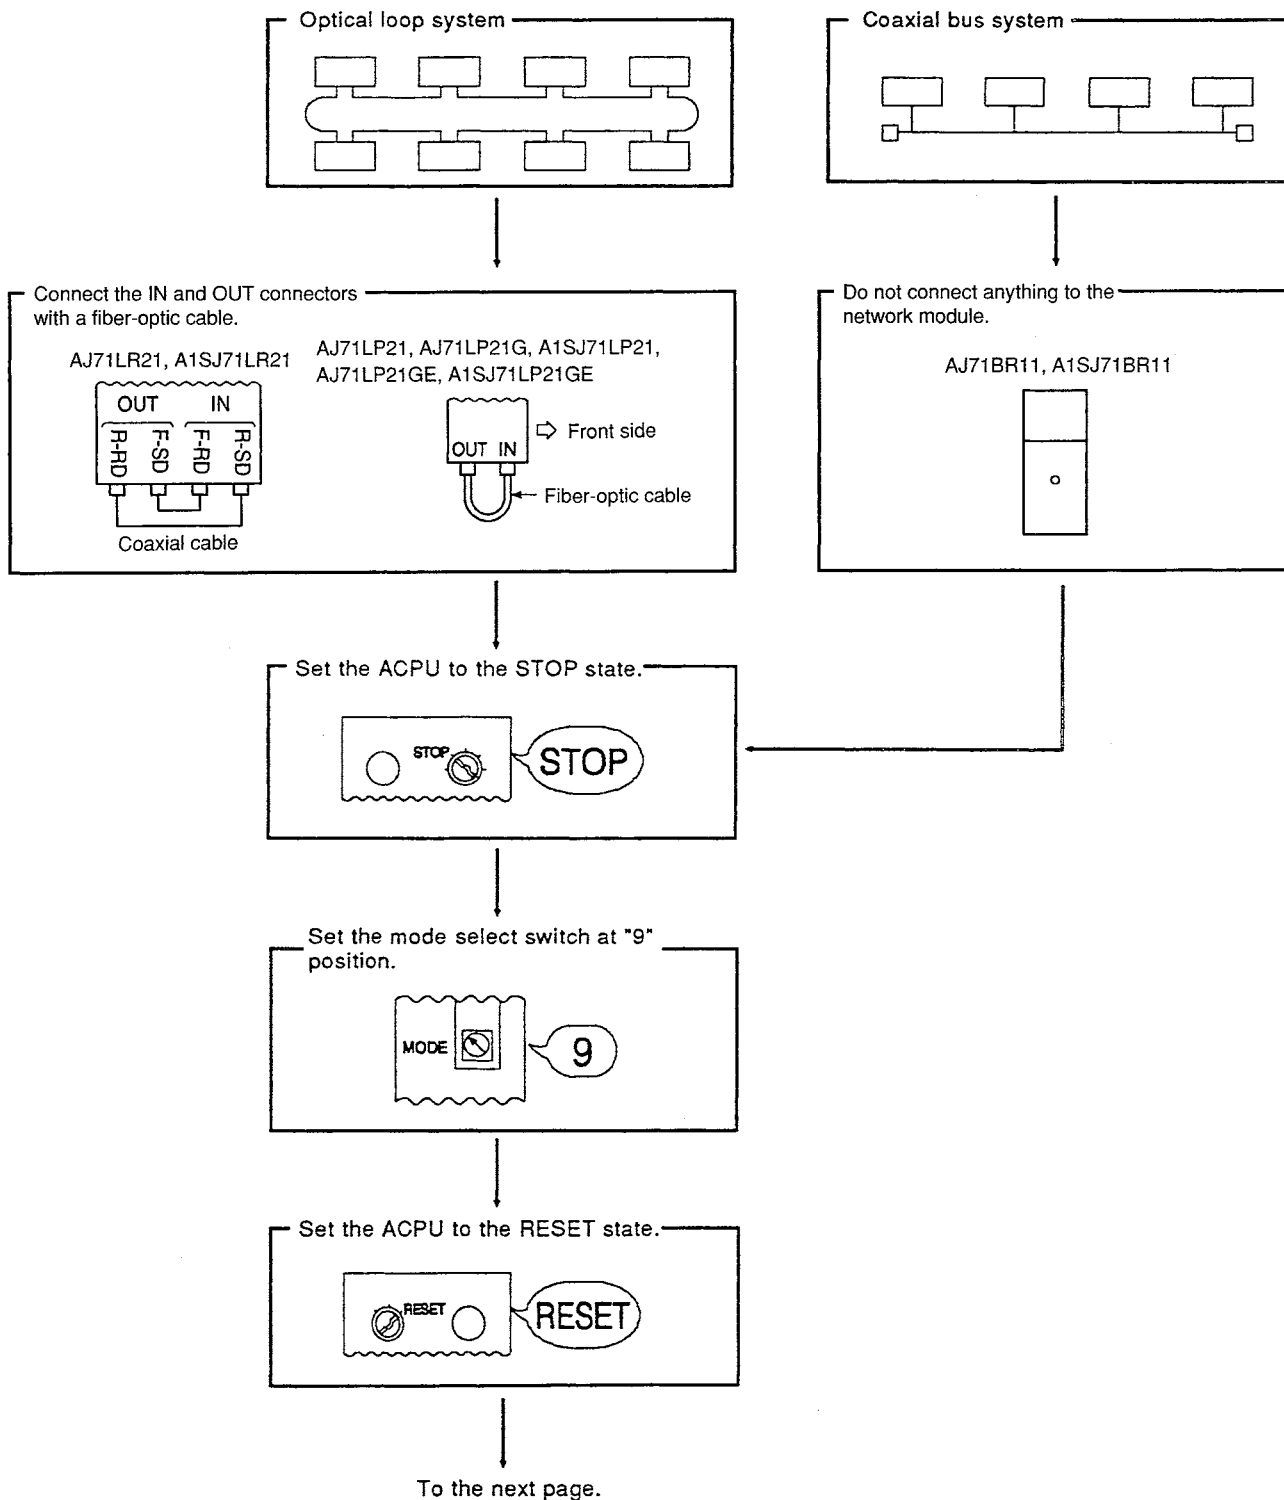 Optical loop system
Coaxial bus system
Connect the IN and OUT connectors
with a fiber-optic cable.
AJ71LR21, A1SJ71LR21
OUT IN
R-RD F-SD F-RD R-SD
Coaxial cable
AJ71LP21, AJ71LP21G, A1SJ71LP21,
AJ71LP21GE, A1SJ71LP21GE
OUT IN
Front side
Fiber-optic cable
Do not connect anything to the
network module.
AJ71BR11, A1SJ71BR11
Set the ACPU to the STOP state.
STOP
STOP
Set the mode select switch at "9"
position.
MODE
9
Set the ACPU to the RESET state.
RESET
RESET
To the next page.